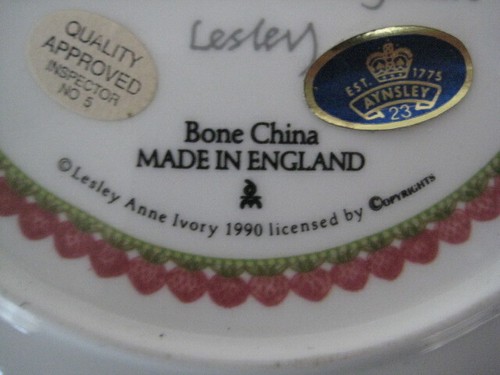 Lesley
QUALITY
APPROVED
INSPECTOR
NO 5
EST. 1775
AYNSLEY
23
Bone China
MADE IN ENGLAND
©Lesley Anne Ivory 1990 licensed by ©OPYRIGHTS